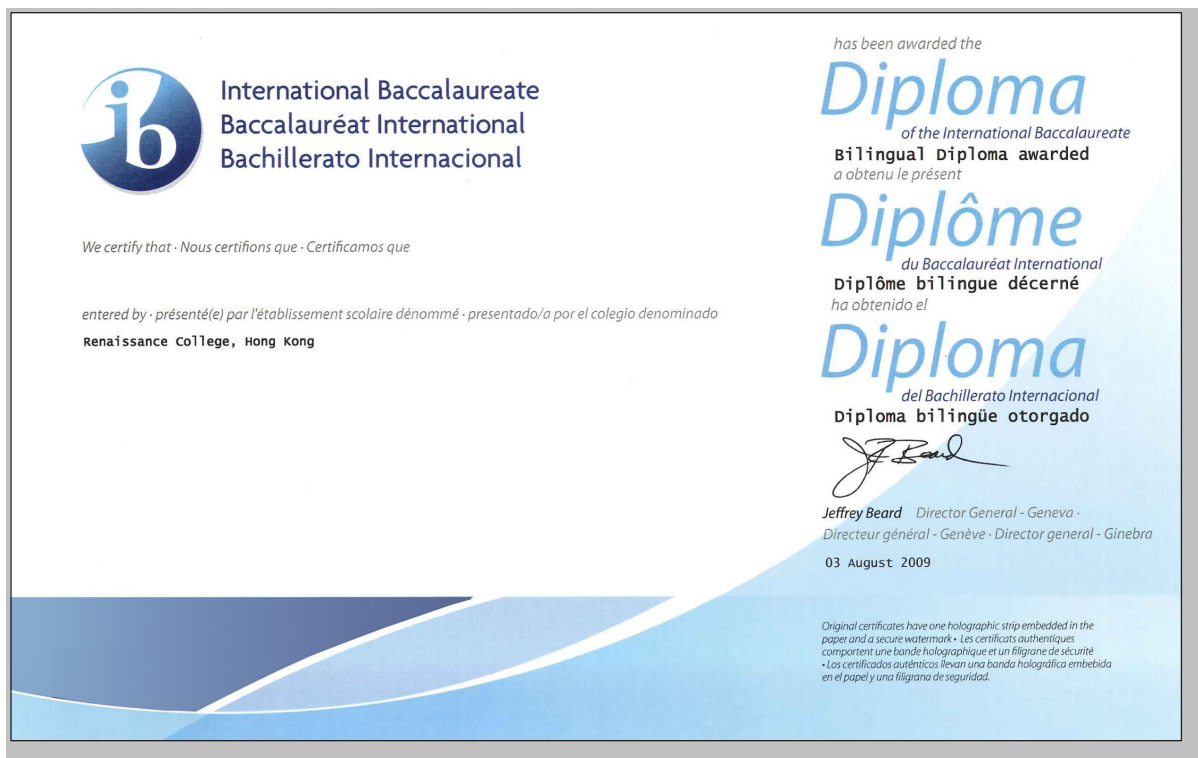 ib
International Baccalaureate
Baccalauréat International
Bachillerato Internacional
We certify that · Nous certifions que · Certificamos que
entered by · présenté(e) par l'établissement scolaire dénommé · presentado/a por el colegio denominado
Renaissance College, Hong Kong
has been awarded the
Diploma
of the International Baccalaureate
Bilingual Diploma awarded
a obtenu le présent
Diplôme
du Baccalauréat International
Diplôme bilingue décerné
ha obtenido el
Diploma
del Bachillerato Internacional
Diploma bilingüe otorgado
J F Beard
Jeffrey Beard Director General - Geneva ·
Directeur général - Genève · Director general - Ginebra
03 August 2009
Original certificates have one holographic strip embedded in the
paper and a secure watermark • Les certificats authentiques
comportent une bande holographique et un filigrane de sécurité
• Los certificados auténticos llevan una banda holográfica embebida
en el papel y una filigrana de seguridad.